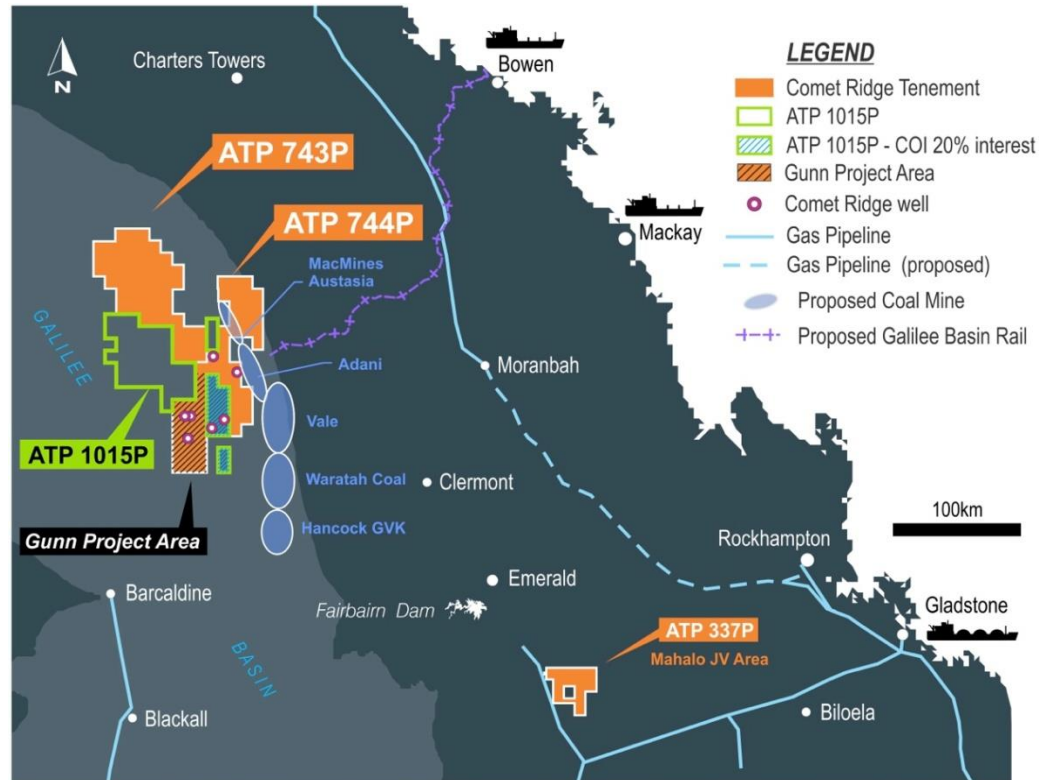 N
Charters Towers
Bowen
LEGEND
Comet Ridge Tenement
ATP 1015P
ATP 1015P - COI 20% interest
Gunn Project Area
Comet Ridge well
Gas Pipeline
Gas Pipeline (proposed)
Proposed Coal Mine
Proposed Galilee Basin Rail
ATP 743P
ATP 744P
Mackay
MacMines
Austasia
GALILEE
Adani
Moranbah
Vale
ATP 1015P
Waratah Coal
Clermont
Hancock GVK
Gunn Project Area
100km
Rockhampton
Barcaldine
Emerald
Fairbairn Dam
Gladstone
ATP 337P
Mahalo JV Area
BASIN
Blackall
Biloela